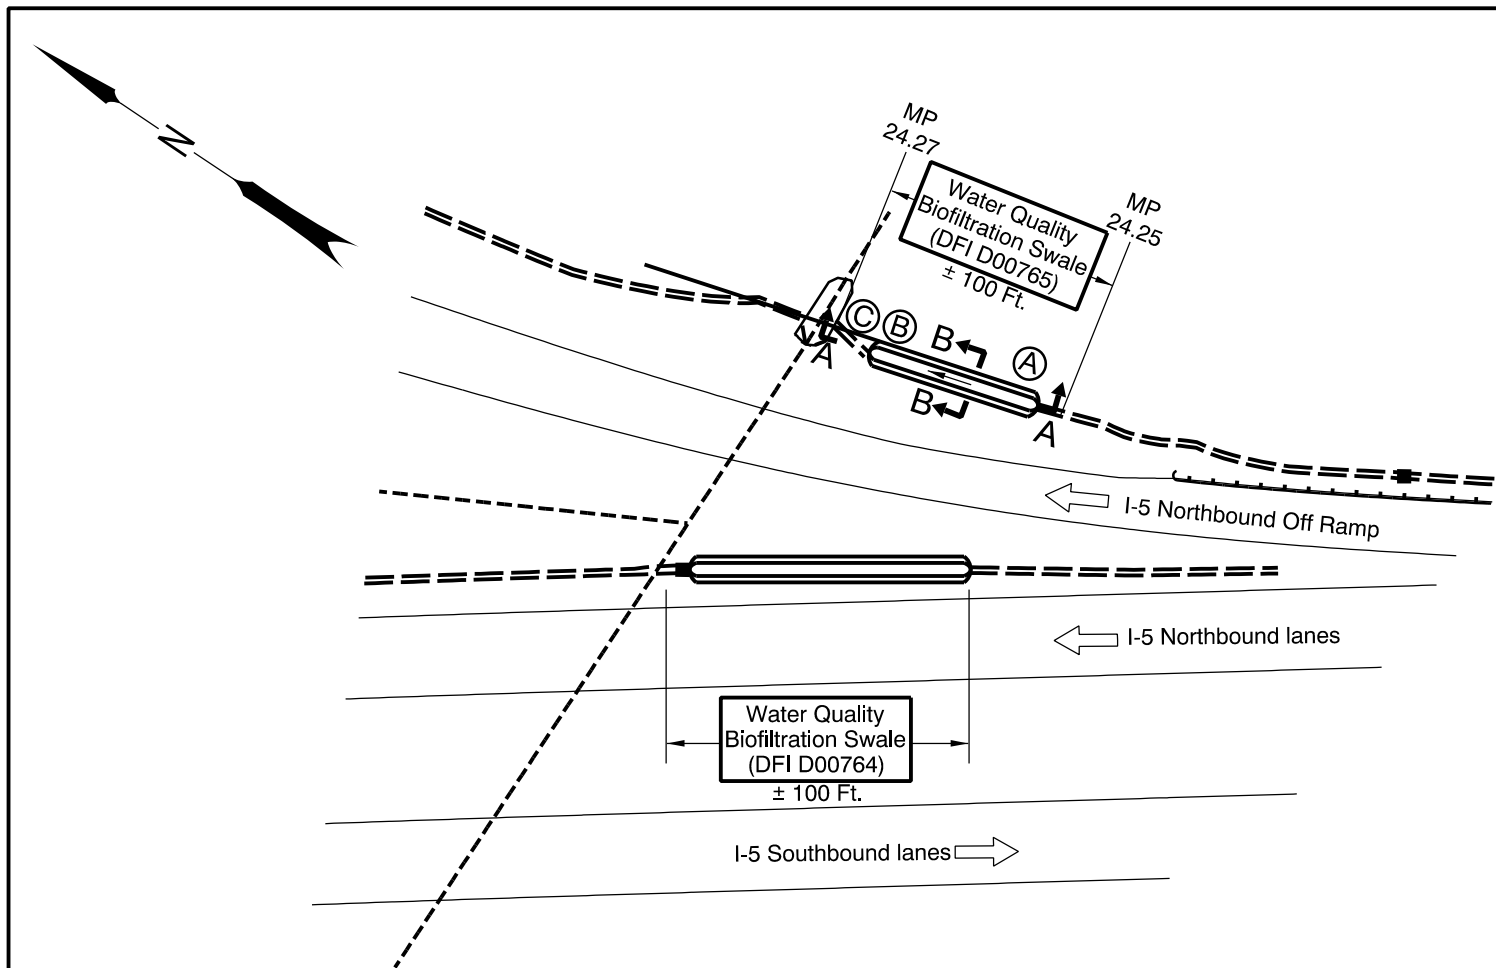 N
MP
24.27
MP
24.25
Water Quality
Biofiltration Swale
(DFI D00765)
± 100 Ft.
C
B
B
A
A
B
A
I-5 Northbound Off Ramp
I-5 Northbound lanes
Water Quality
Biofiltration Swale
(DFI D00764)
± 100 Ft.
I-5 Southbound lanes